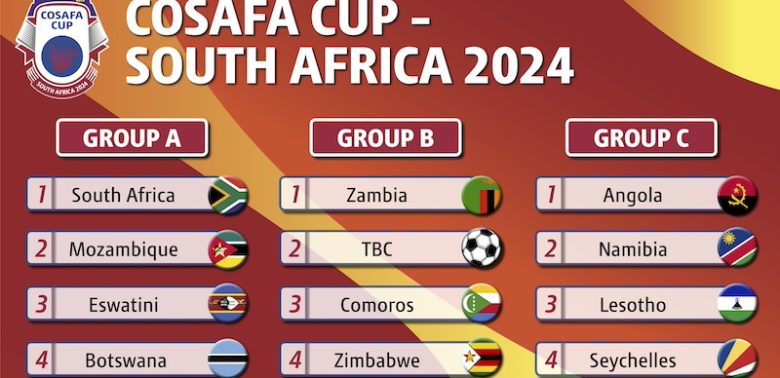 COSAFA CUP –
SOUTH AFRICA 2024
COSAFA
CUP
SOUTH AFRICA 2024
GROUP A
1 South Africa
2 Mozambique
3 Eswatini
4 Botswana
GROUP B
1 Zambia
2 TBC
3 Comoros
4 Zimbabwe
GROUP C
1 Angola
2 Namibia
3 Lesotho
4 Seychelles